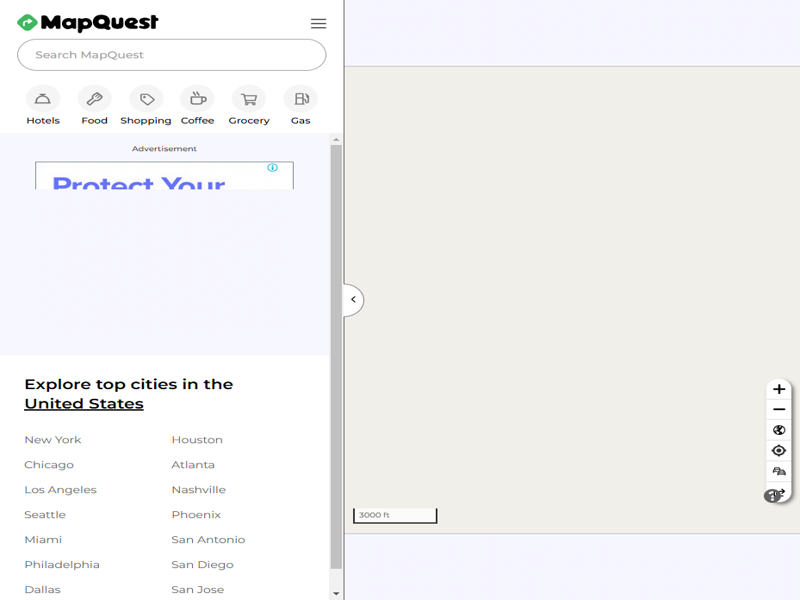 MapQuest
Search MapQuest
Hotels
Food
Shopping
Coffee
Grocery
Gas
Advertisement
Protect Your
Explore top cities in the
United States
New York
Houston
Chicago
Atlanta
Los Angeles
Nashville
Seattle
Phoenix
Miami
San Antonio
Philadelphia
San Diego
Dallas
San Jose
3000 ft